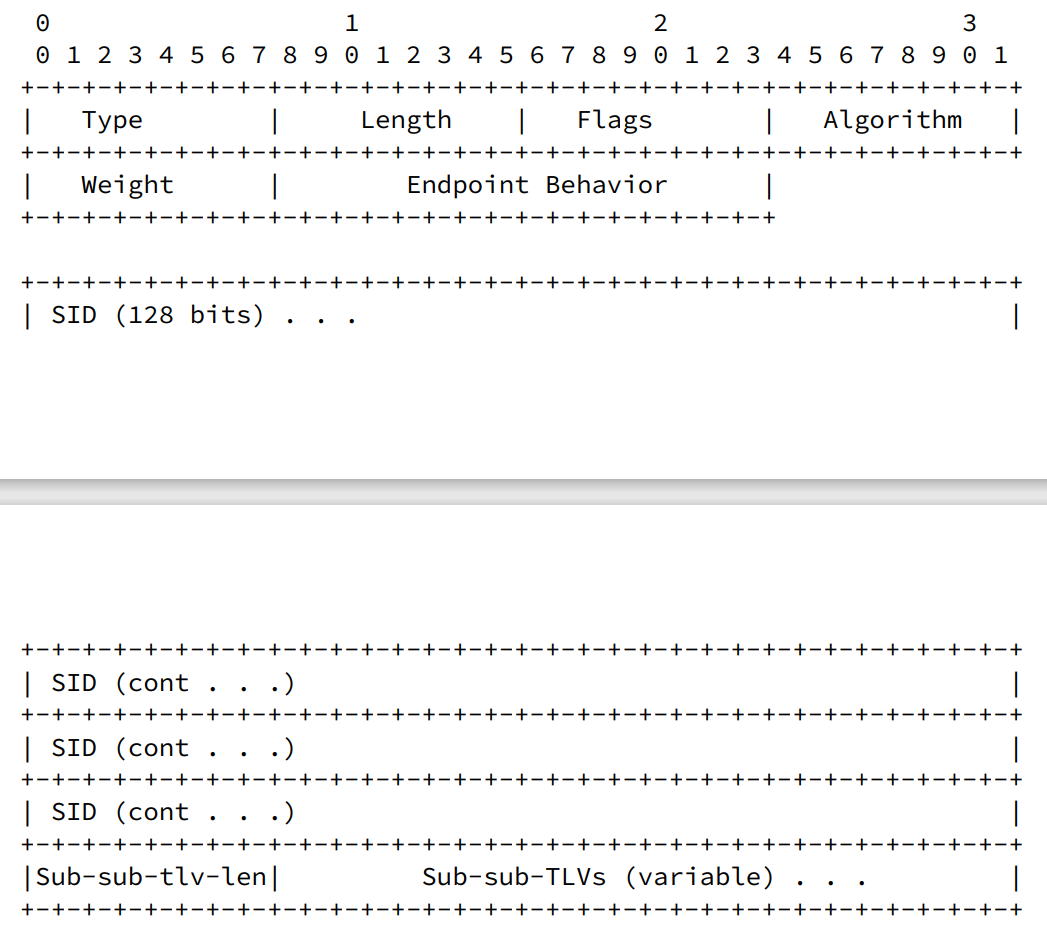 0                   1                   2                   3
 0 1 2 3 4 5 6 7 8 9 0 1 2 3 4 5 6 7 8 9 0 1 2 3 4 5 6 7 8 9 0 1
+-+-+-+-+-+-+-+-+-+-+-+-+-+-+-+-+-+-+-+-+-+-+-+-+-+-+-+-+-+-+-+-+
|   Type        |     Length    |   Flags       |   Algorithm   |
+-+-+-+-+-+-+-+-+-+-+-+-+-+-+-+-+-+-+-+-+-+-+-+-+-+-+-+-+-+-+-+-+
|   Weight      |        Endpoint Behavior      |
+-+-+-+-+-+-+-+-+-+-+-+-+-+-+-+-+-+-+-+-+-+-+-+-+

+-+-+-+-+-+-+-+-+-+-+-+-+-+-+-+-+-+-+-+-+-+-+-+-+-+-+-+-+-+-+-+-+
| SID (128 bits) . . .                                          |
+-+-+-+-+-+-+-+-+-+-+-+-+-+-+-+-+-+-+-+-+-+-+-+-+-+-+-+-+-+-+-+-+
| SID (cont . . .)                                              |
+-+-+-+-+-+-+-+-+-+-+-+-+-+-+-+-+-+-+-+-+-+-+-+-+-+-+-+-+-+-+-+-+
| SID (cont . . .)                                              |
+-+-+-+-+-+-+-+-+-+-+-+-+-+-+-+-+-+-+-+-+-+-+-+-+-+-+-+-+-+-+-+-+
| SID (cont . . .)                                              |
+-+-+-+-+-+-+-+-+-+-+-+-+-+-+-+-+-+-+-+-+-+-+-+-+-+-+-+-+-+-+-+-+
|Sub-sub-tlv-len|         Sub-sub-TLVs (variable) . . .         |
+-+-+-+-+-+-+-+-+-+-+-+-+-+-+-+-+-+-+-+-+-+-+-+-+-+-+-+-+-+-+-+-+